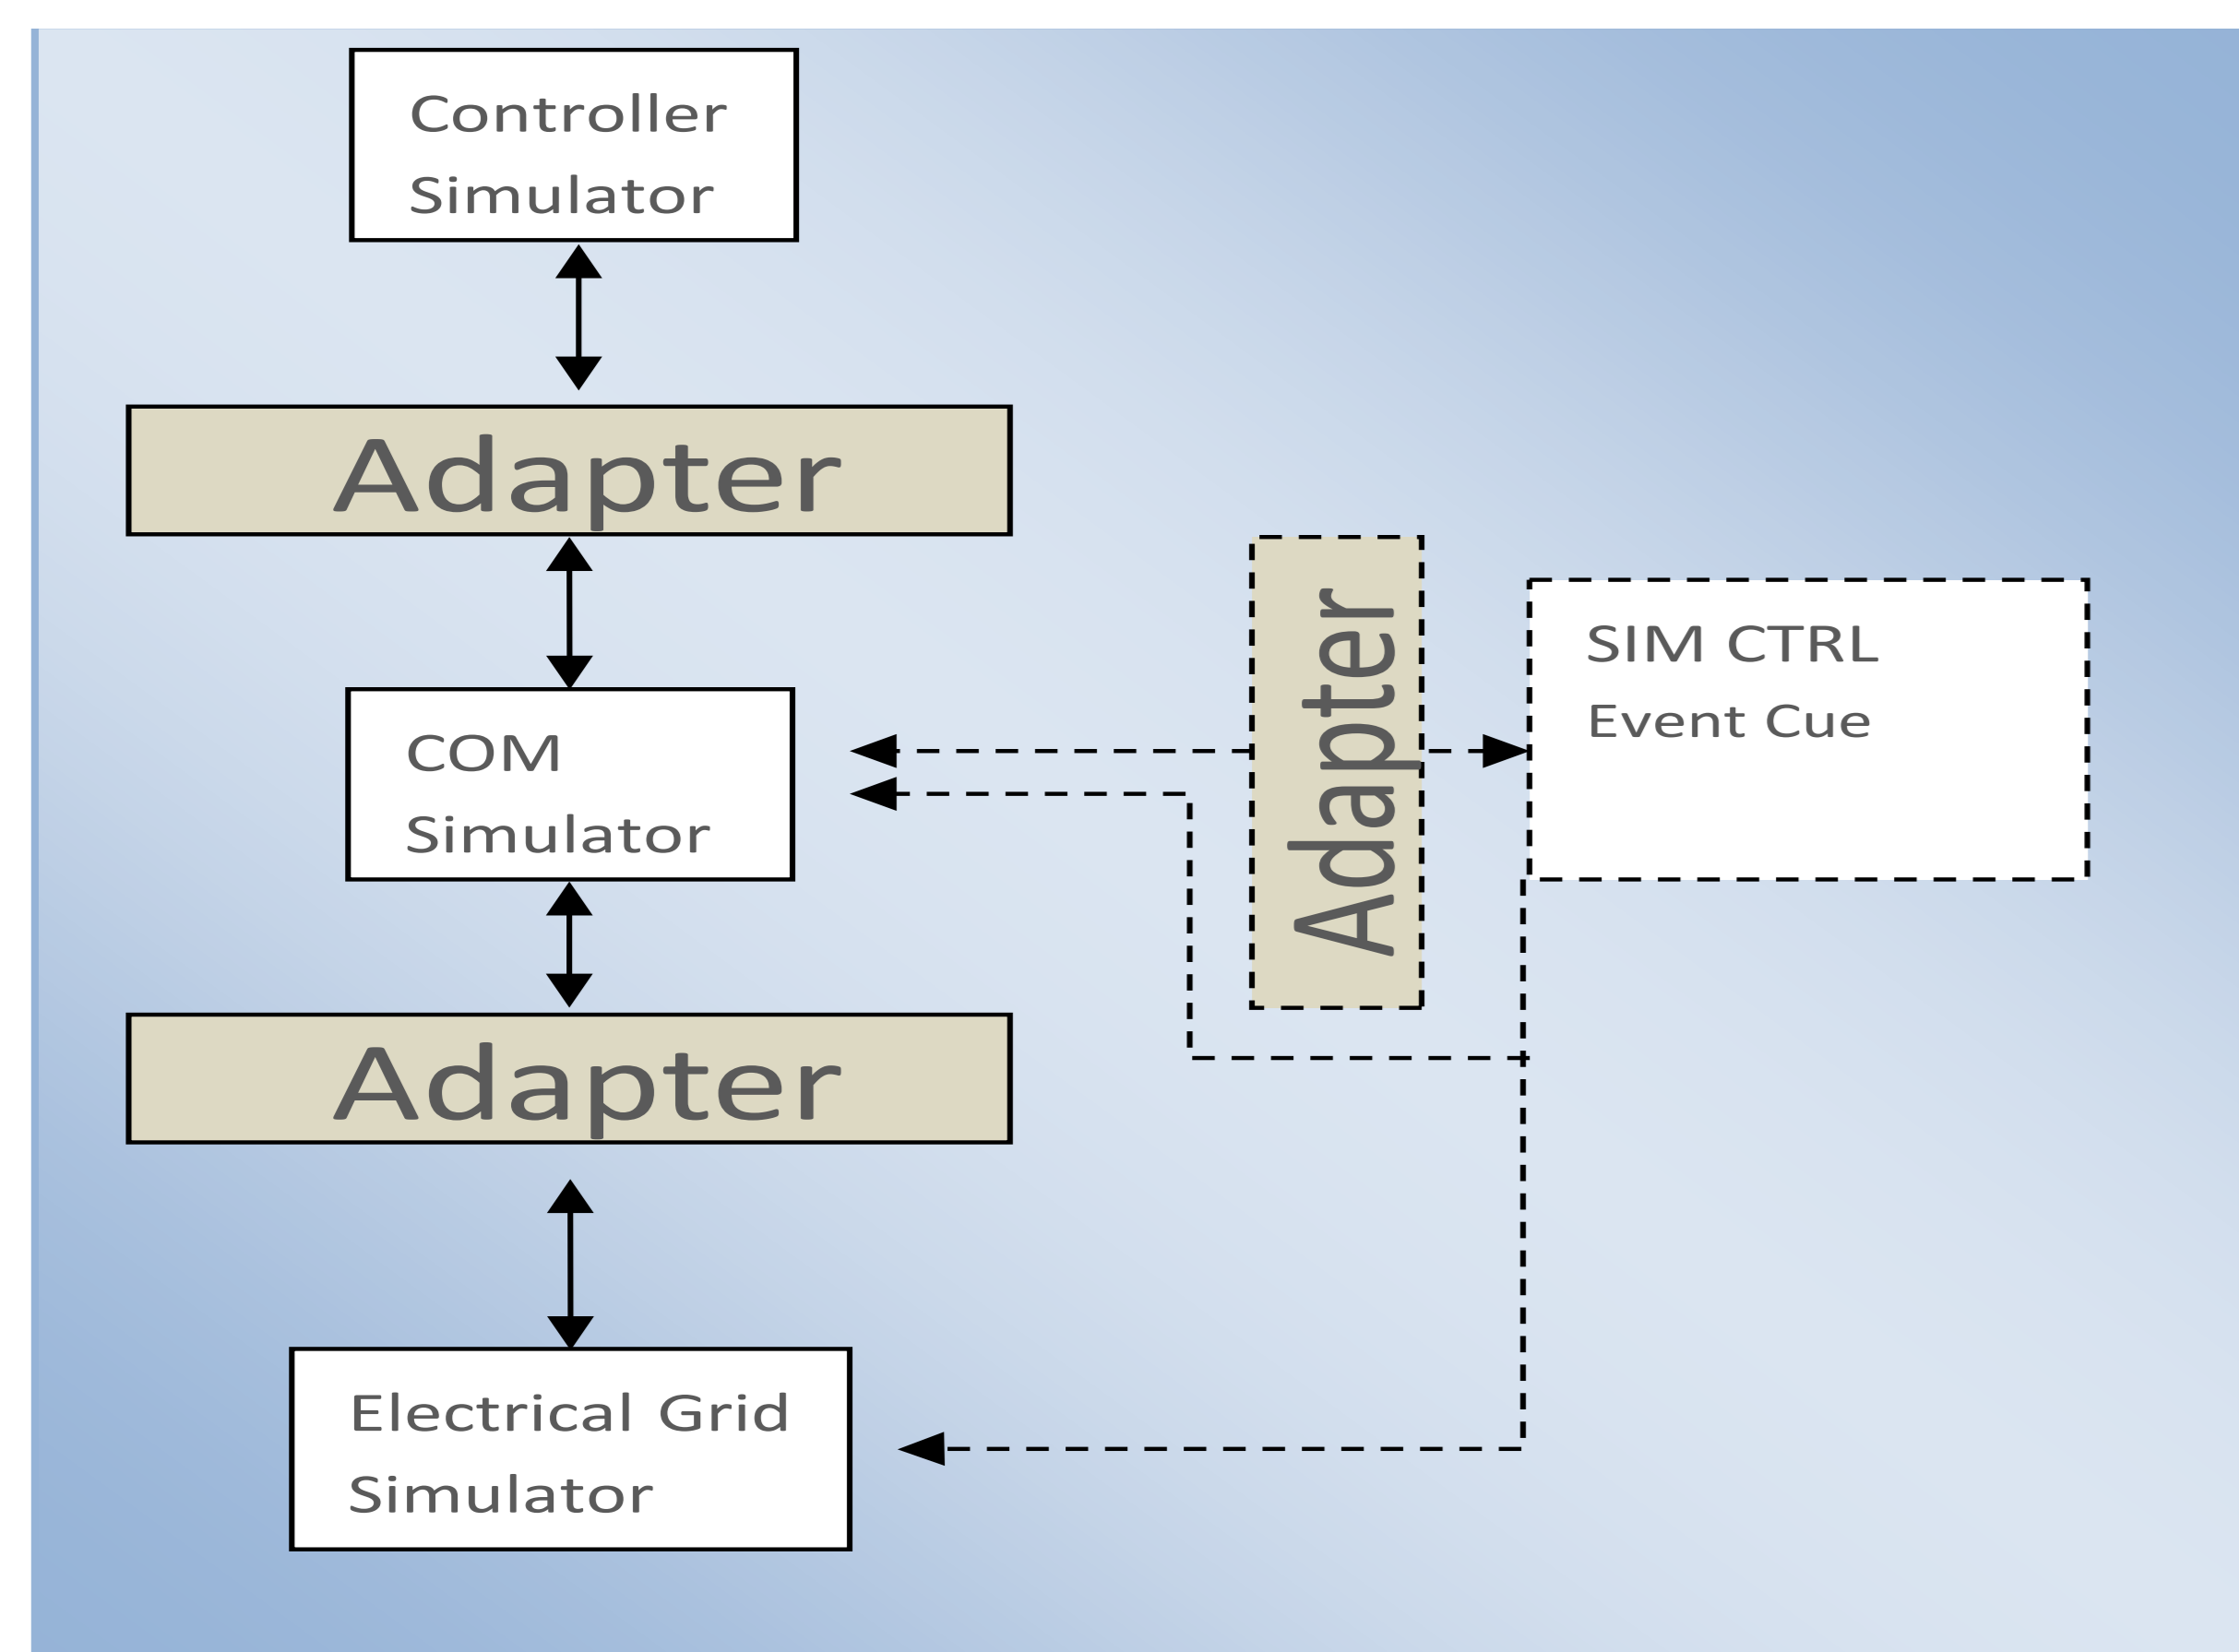 Controller
Simulator
Adapter
COM
Simulator
Adapter
SIM CTRL
Event Cue
Adapter
Electrical Grid
Simulator